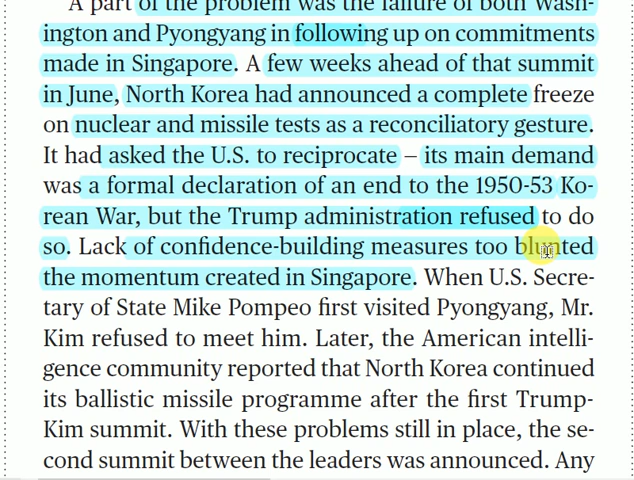 A part of the problem was the failure of both Wash-
ington and Pyongyang in following up on commitments
made in Singapore. A few weeks ahead of that summit
in June, North Korea had announced a complete freeze
on nuclear and missile tests as a reconciliatory gesture.
It had asked the U.S. to reciprocate – its main demand
was a formal declaration of an end to the 1950-53 Ko-
rean War, but the Trump administration refused to do
so. Lack of confidence-building measures too blunted
the momentum created in Singapore. When U.S. Secre-
tary of State Mike Pompeo first visited Pyongyang, Mr.
Kim refused to meet him. Later, the American intelli-
gence community reported that North Korea continued
its ballistic missile programme after the first Trump-
Kim summit. With these problems still in place, the se-
cond summit between the leaders was announced. Any